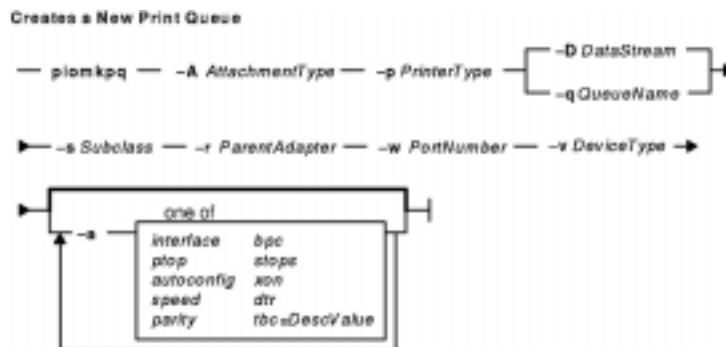 Creates a New Print Queue
piomkpq -A AttachmentType -p PrinterType -D DataStream
-q QueueName
-s Subclass -r ParentAdapter -w PortNumber -v DeviceType
one of
-a interface bpc
ptop stops
autoconfig xon
speed dtr
parity tbc=DescValue